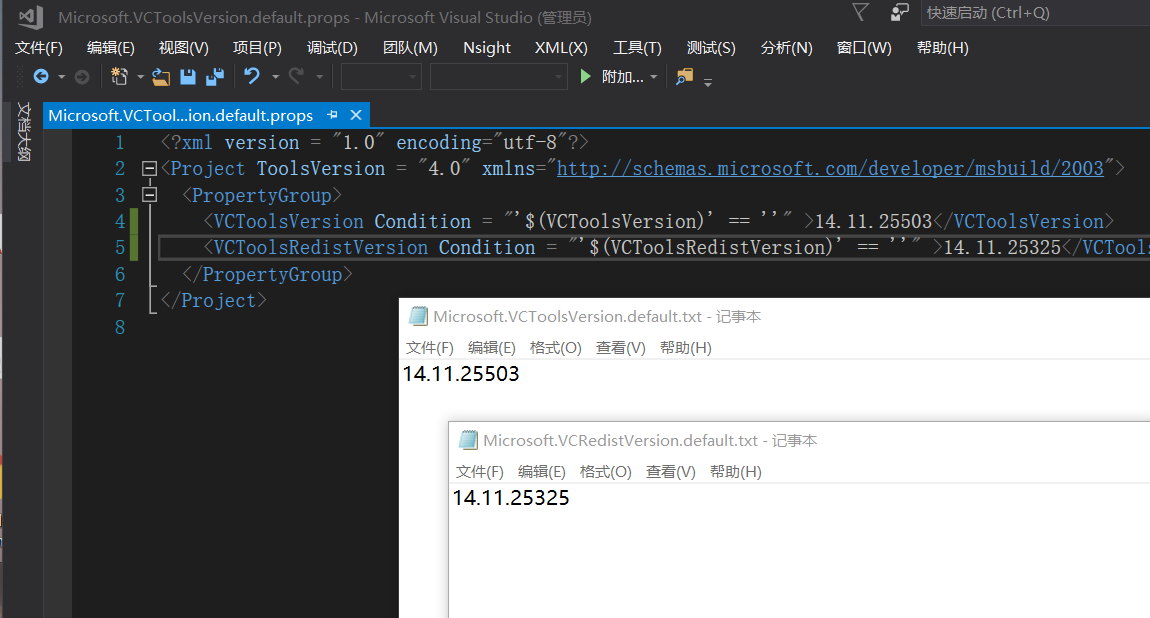 Microsoft.VCToolsVersion.default.props - Microsoft Visual Studio (管理员)
快速启动 (Ctrl+Q)
文件(F) 编辑(E) 视图(V) 项目(P) 调试(D) 团队(M) Nsight XML(X) 工具(T) 测试(S) 分析(N) 窗口(W) 帮助(H)
附加...
文档大纲
Microsoft.VCTool...ion.default.props
1 <?xml version = "1.0" encoding="utf-8"?>
2 <Project ToolsVersion = "4.0" xmlns="http://schemas.microsoft.com/developer/msbuild/2003">
3 <PropertyGroup>
4 <VCToolsVersion Condition = "'$(VCToolsVersion)' == ''" >14.11.25503</VCToolsVersion>
5 <VCToolsRedistVersion Condition = "'$(VCToolsRedistVersion)' == ''" >14.11.25325</VCTools
6 </PropertyGroup>
7 </Project>
8
Microsoft.VCToolsVersion.default.txt - 记事本
文件(F) 编辑(E) 格式(O) 查看(V) 帮助(H)
14.11.25503
Microsoft.VCRedistVersion.default.txt - 记事本
文件(F) 编辑(E) 格式(O) 查看(V) 帮助(H)
14.11.25325